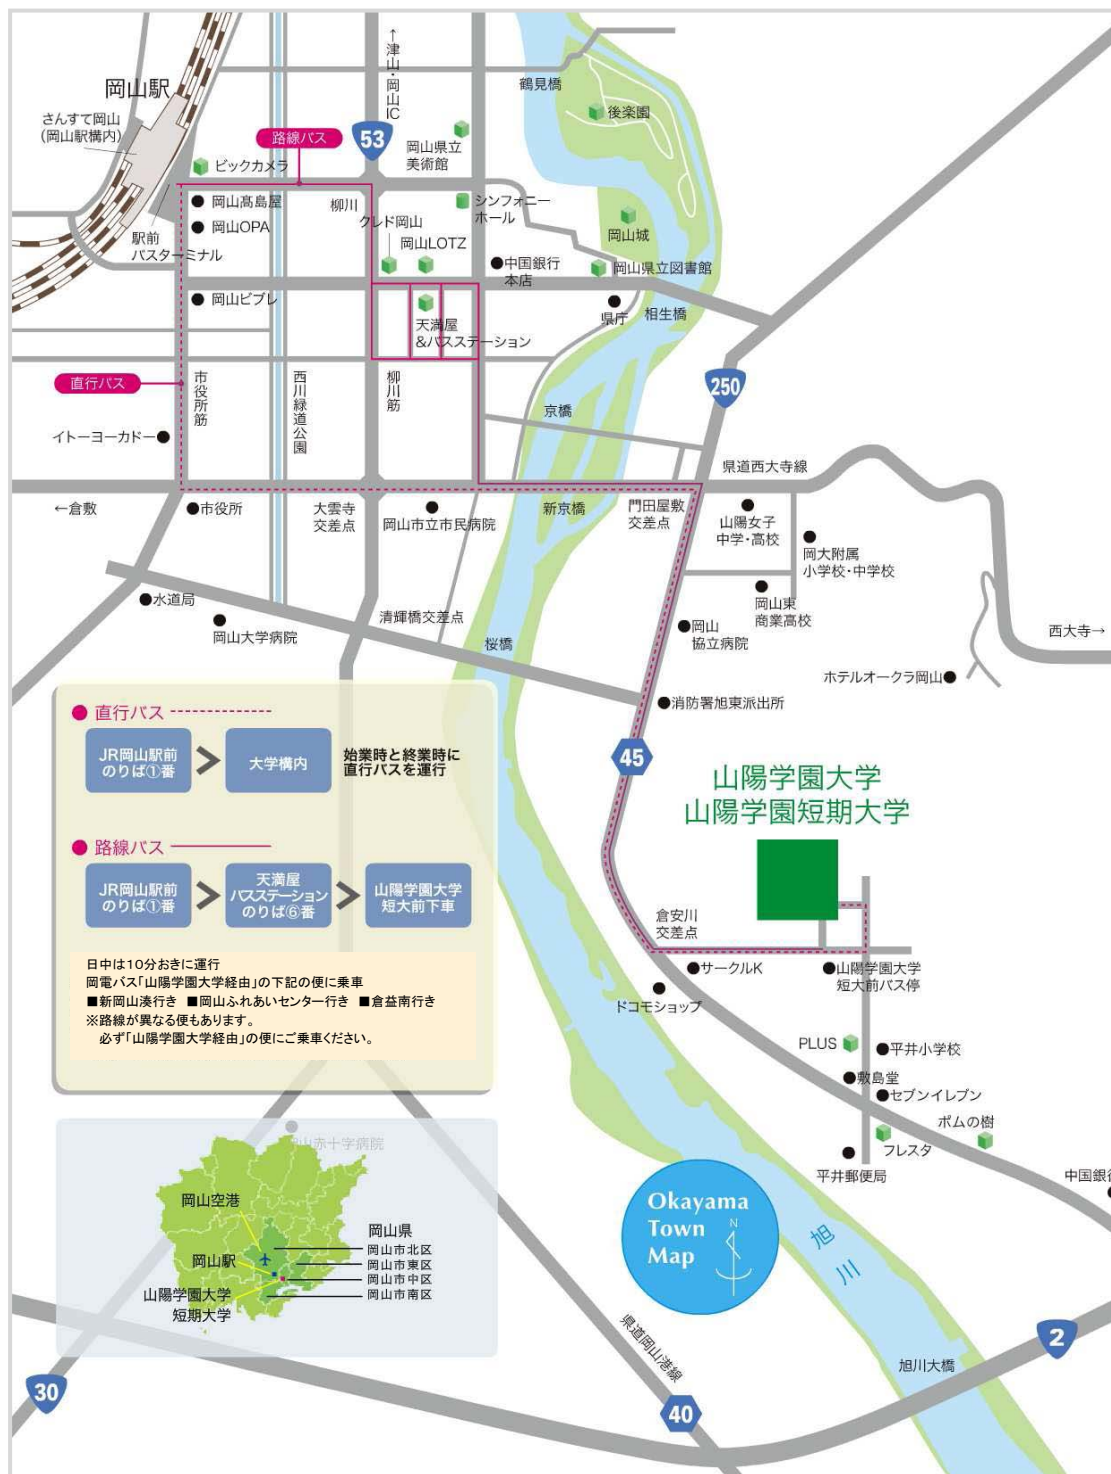 ←津山・岡山IC
鶴見橋
岡山駅
後楽園
さんすて岡山
(岡山駅構内)
路線バス
53
岡山県立
美術館
ビックカメラ
岡山髙島屋
柳川
シンフォニー
ホール
クレド岡山
岡山OPA
岡山城
駅前
バスターミナル
岡山LOTZ
中国銀行
本店
岡山県立図書館
岡山ビブレ
県庁
相生橋
天満屋
&バスステーション
直行バス
市役所筋
西川緑道公園
柳川筋
250
京橋
イトーヨーカドー
県道西大寺線
←倉敷
市役所
大雲寺
交差点
岡山市立市民病院
新京橋
門田屋敷
交差点
山陽女子
中学・高校
岡大附属
小学校・中学校
水道局
岡山大学病院
清輝橋交差点
桜橋
岡山東
商業高校
岡山
協立病院
西大寺→
ホテルオークラ岡山
消防署旭東派出所
直行バス
JR岡山駅前
のりば①番
大学構内
始業時と終業時に
直行バスを運行
45
山陽学園大学
山陽学園短期大学
路線バス
JR岡山駅前
のりば①番
天満屋
バスステーション
のりば⑥番
山陽学園大学
短大前下車
倉安川
交差点
日中は10分おきに運行
岡電バス「山陽学園大学経由」の下記の便に乗車
■新岡山湊行き ■岡山ふれあいセンター行き ■倉益南行き
※路線が異なる便もあります。
必ず「山陽学園大学経由」の便にご乗車ください。
サークルK
山陽学園大学
短大前バス停
ドコモショップ
PLUS
平井小学校
敷島堂
セブンイレブン
ポムの樹
フレスタ
平井郵便局
中国銀行
山赤十字病院
岡山空港
岡山県
岡山市北区
岡山駅
岡山市東区
岡山市中区
山陽学園大学
短期大学
岡山市南区
Okayama
Town
Map
N
旭川
県道岡山港線
2
旭川大橋
30
40